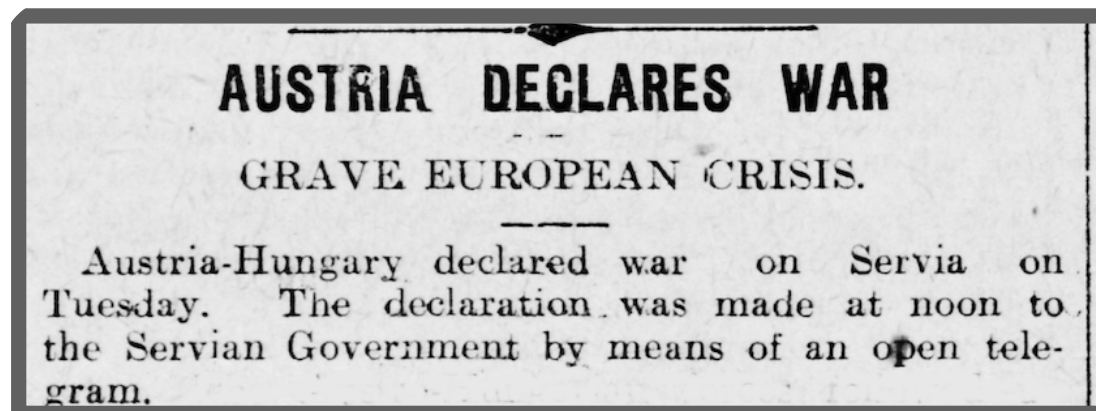 AUSTRIA DECLARES WAR
GRAVE EUROPEAN CRISIS.
Austria-Hungary declared war on Servia on
Tuesday. The declaration was made at noon to
the Servian Government by means of an open tele-
gram.